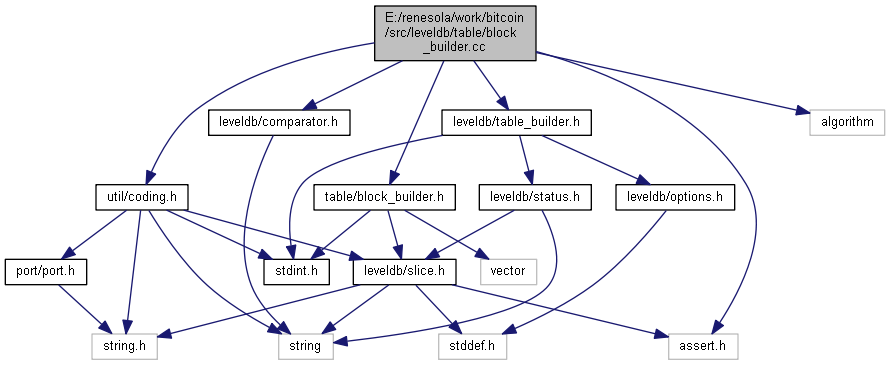 E:/renesola/work/bitcoin
/src/leveldb/table/block
_builder.cc
leveldb/comparator.h
leveldb/table_builder.h
algorithm
util/coding.h
table/block_builder.h
leveldb/status.h
leveldb/options.h
port/port.h
stdint.h
leveldb/slice.h
vector
string.h
string
stddef.h
assert.h